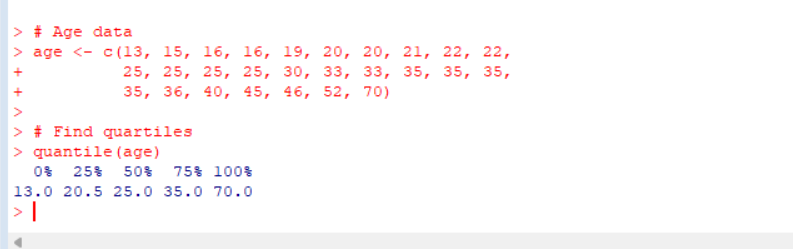 > # Age data
> age <- c(13, 15, 16, 16, 19, 20, 20, 21, 22, 22,
+          25, 25, 25, 25, 30, 33, 33, 35, 35, 35,
+          35, 36, 40, 45, 46, 52, 70)
>
> # Find quartiles
> quantile(age)
  0%  25%  50%  75% 100%
13.0 20.5 25.0 35.0 70.0
>